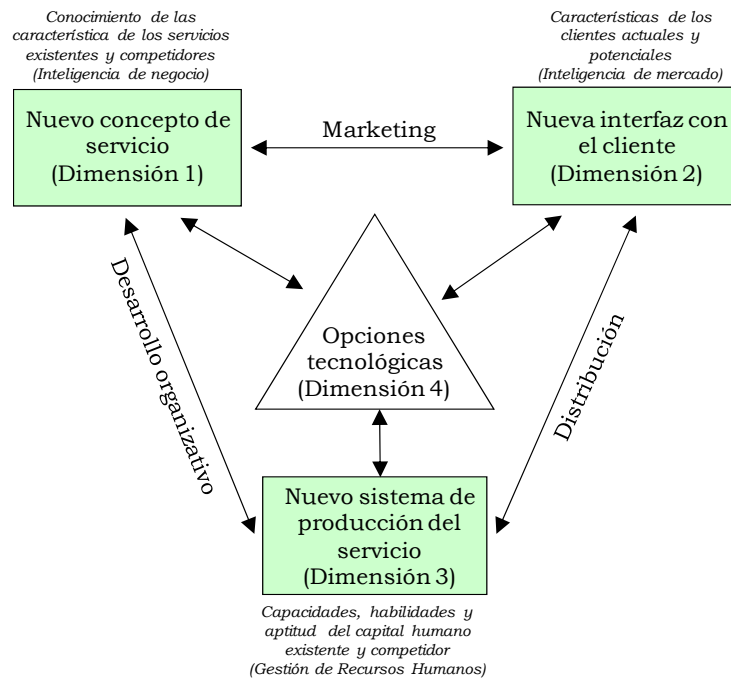 Conocimiento de las
característica de los servicios
existentes y competidores
(Inteligencia de negocio)
Características de los
clientes actuales y
potenciales
(Inteligencia de mercado)
Nuevo concepto de
servicio
(Dimensión 1)
Marketing
Nueva interfaz con
el cliente
(Dimensión 2)
Desarrollo organizativo
Opciones
tecnológicas
(Dimensión 4)
Distribución
Nuevo sistema de
producción del
servicio
(Dimensión 3)
Capacidades, habilidades y
aptitud del capital humano
existente y competidor
(Gestión de Recursos Humanos)